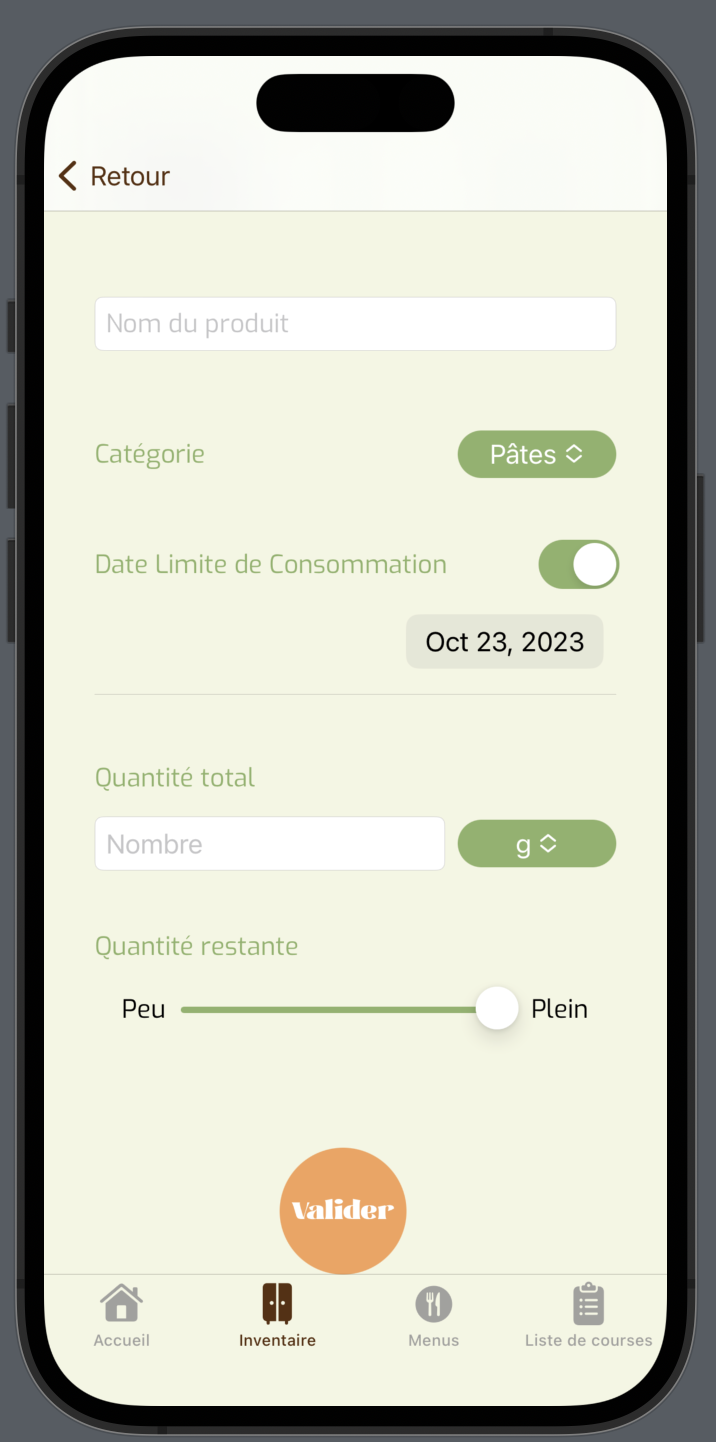 Retour
Nom du produit
Catégorie Pâtes
Date Limite de Consommation
Oct 23, 2023
Quantité total
Nombre g
Quantité restante
Peu Plein
Valider
Accueil Inventaire Menus Liste de courses